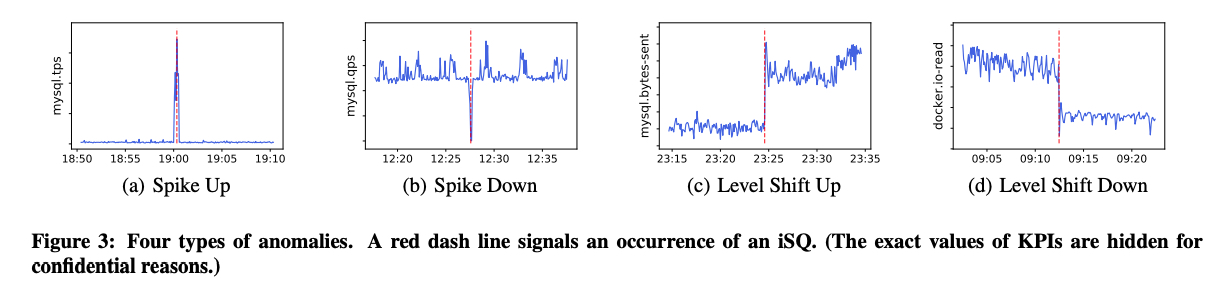 mysql.tps
18:50 18:55 19:00 19:05 19:10
(a) Spike Up
mysql.qps
12:20 12:25 12:30 12:35
(b) Spike Down
mysql.bytes-sent
23:15 23:20 23:25 23:30 23:35
(c) Level Shift Up
docker.io-read
09:05 09:10 09:15 09:20
(d) Level Shift Down
Figure 3: Four types of anomalies. A red dash line signals an occurrence of an iSQ. (The exact values of KPIs are hidden for
confidential reasons.)